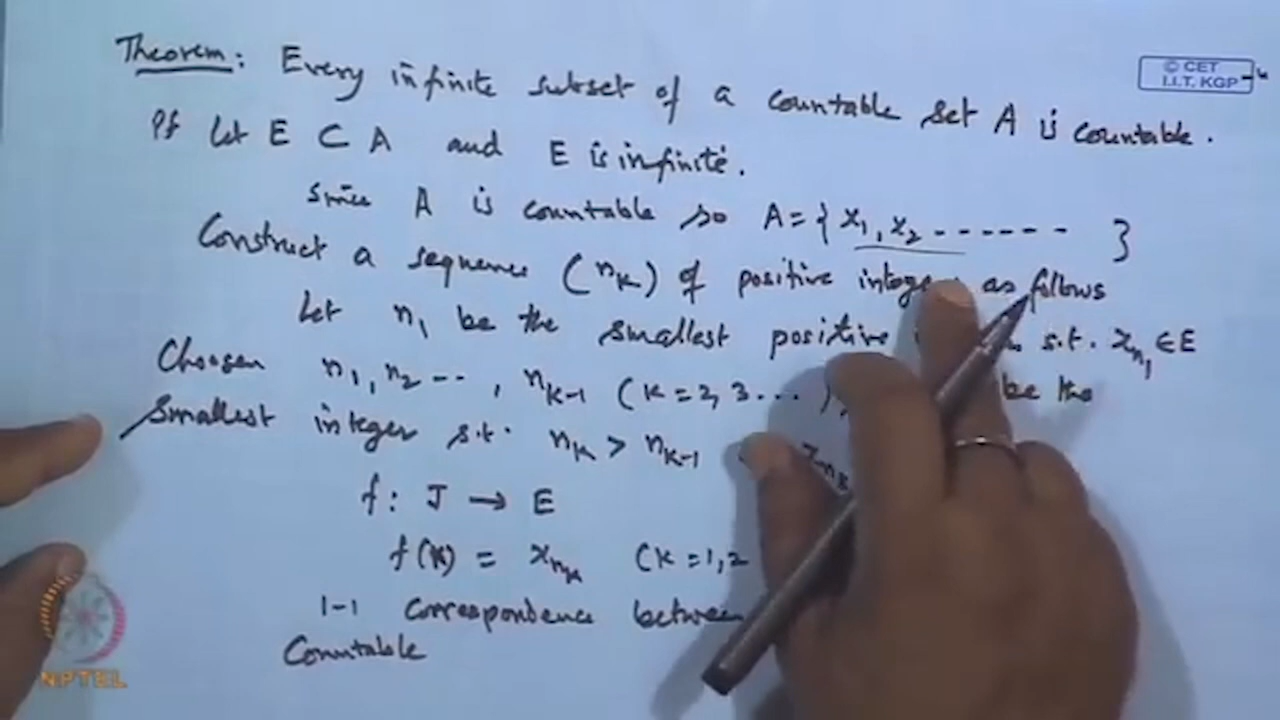 Theorem: Every infinite subset of a countable set A is countable.
© CET
I.I.T. KGP
Pf Let E ⊂ A and E is infinite.
Since A is countable so A = { x₁, x₂ ------ }
Construct a sequence (nₖ) of positive integers as follows
Let n₁ be the smallest positive s.t. xₙ₁ ∈ E
Choosen n₁, n₂ --, nₖ₋₁ (k = 2, 3 ...), be the
smallest integer s.t. nₖ > nₖ₋₁
f : J → E
f(k) = xₙₖ (k = 1, 2
1-1 correspondence between
Countable
NPTEL